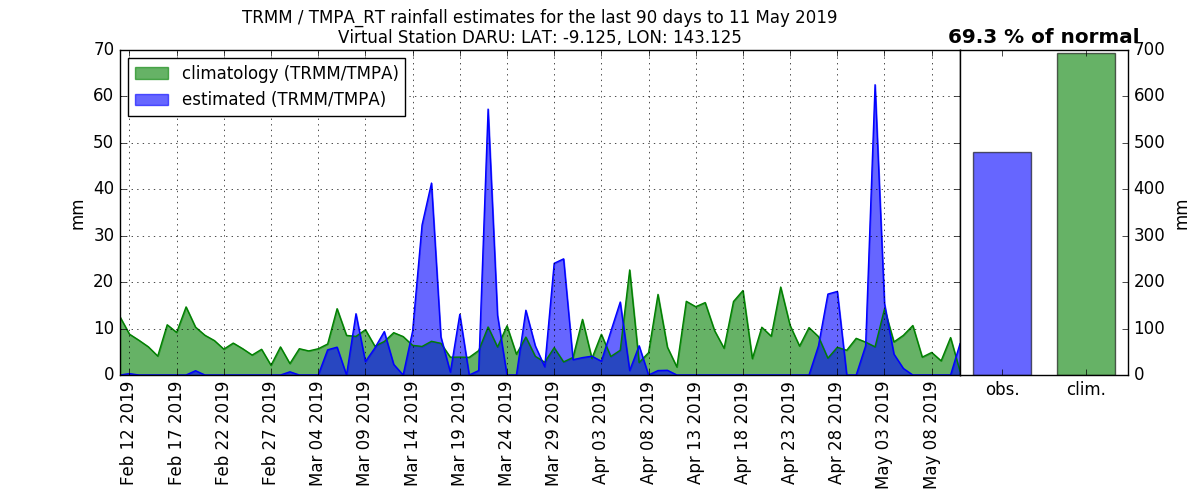 TRMM / TMPA_RT rainfall estimates for the last 90 days to 11 May 2019
Virtual Station DARU: LAT: -9.125, LON: 143.125
69.3 % of normal
climatology (TRMM/TMPA)
estimated (TRMM/TMPA)
70
60
50
40
30
20
10
0
mm
Feb 12 2019
Feb 17 2019
Feb 22 2019
Feb 27 2019
Mar 04 2019
Mar 09 2019
Mar 14 2019
Mar 19 2019
Mar 24 2019
Mar 29 2019
Apr 03 2019
Apr 08 2019
Apr 13 2019
Apr 18 2019
Apr 23 2019
Apr 28 2019
May 03 2019
May 08 2019
obs.
clim.
700
600
500
400
300
200
100
0
mm